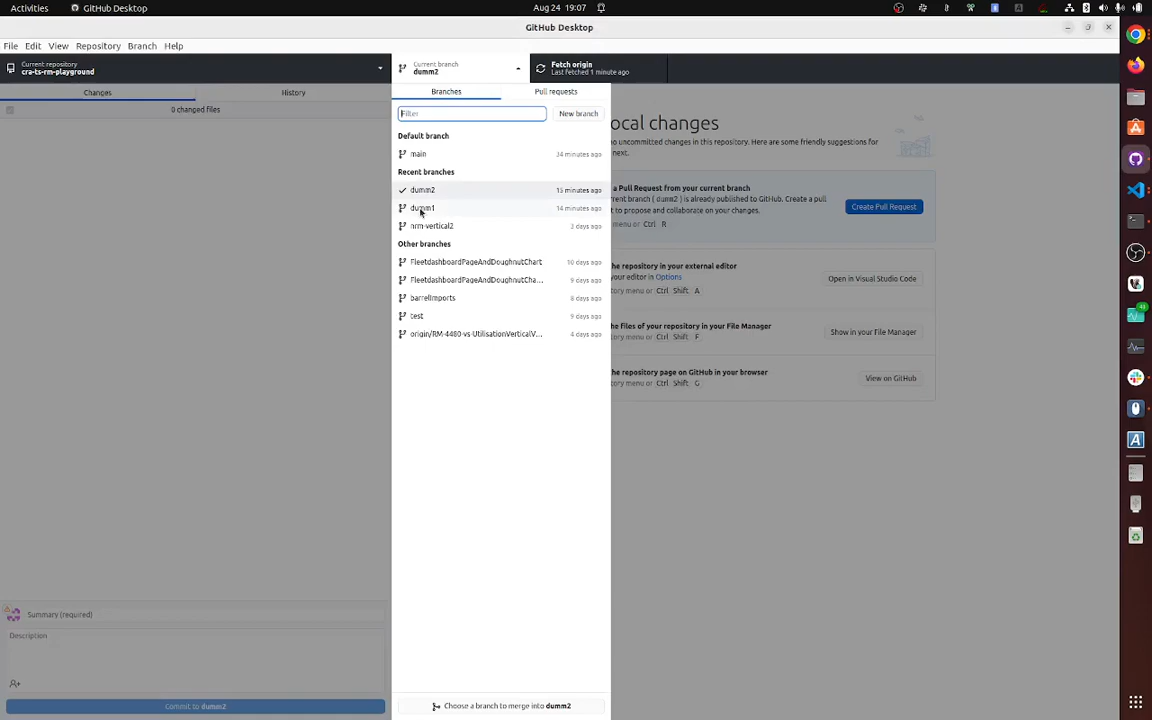 Activities
GitHub Desktop
Aug 24 19:07
GitHub Desktop
File Edit View Repository Branch Help
Current repository
cra-ts-rm-playground
Current branch
dumm2
Fetch origin
Last fetched 1 minute ago
Changes
History
0 changed files
Branches
Pull requests
Filter
New branch
Default branch
main 34 minutes ago
Recent branches
dumm2 15 minutes ago
dumm1 14 minutes ago
nrm-vertical2 3 days ago
Other branches
FleetdashboardPageAndDoughnutChart 10 days ago
FleetdashboardPageAndDoughnutCha... 9 days ago
barrelImports 8 days ago
test 9 days ago
origin/RM-4480-vs-UtilisationVerticalV... 4 days ago
Choose a branch to merge into dumm2
ocal changes
no uncommitted changes in this repository. Here are some friendly suggestions for
next.
a Pull Request from your current branch
rent branch ( dumm2 ) is already published to GitHub. Create a pull
t to propose and collaborate on your changes.
menu or Ctrl R
Create Pull Request
he repository in your external editor
ur editor in Options
ory menu or Ctrl Shift A
Open in Visual Studio Code
he files of your repository in your File Manager
ory menu or Ctrl Shift F
Show in your File Manager
he repository page on GitHub in your browser
ory menu or Ctrl Shift G
View on GitHub
Summary (required)
Description
Commit to dumm2